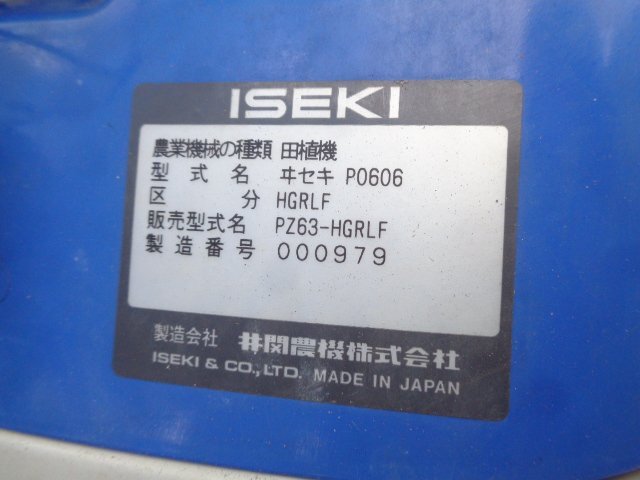 ISEKI
農業機械の種類 田植機
型式名 ヰセキ P0606
区分 HGRLF
販売型式名 PZ63-HGRLF
製造番号 000979
製造会社 井関農機株式会社
ISEKI & CO., LTD. MADE IN JAPAN